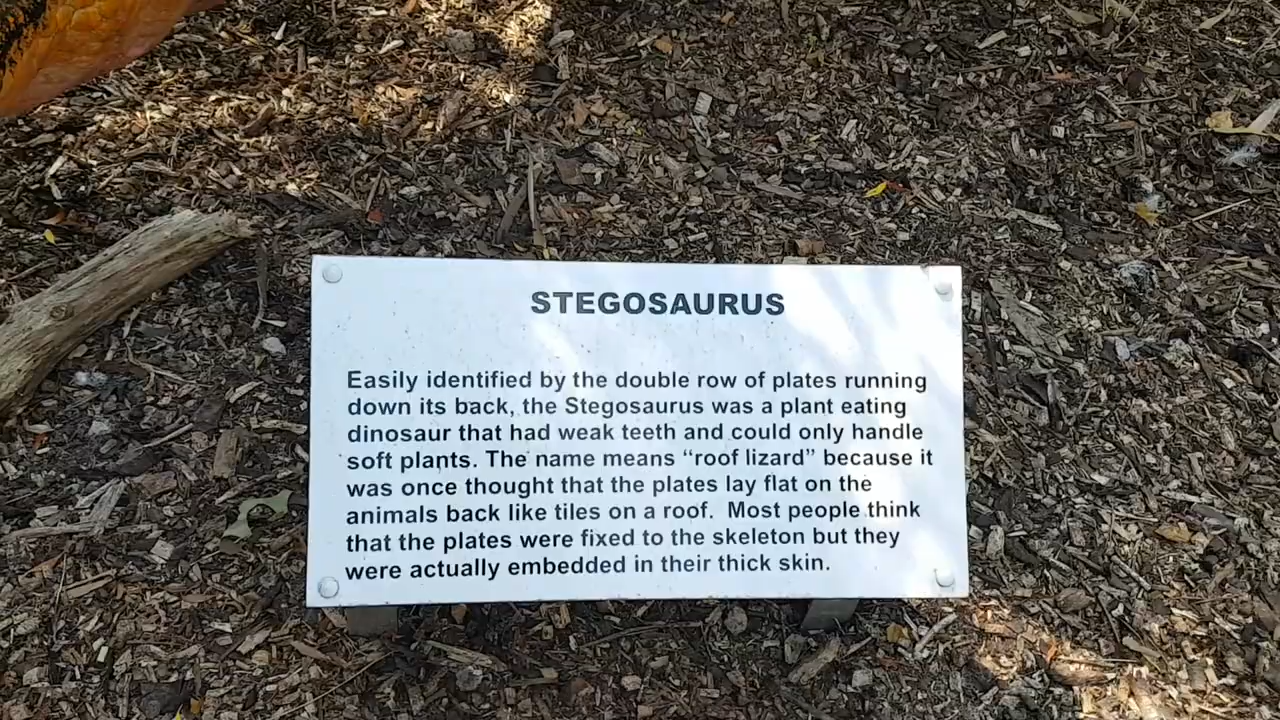 STEGOSAURUS
Easily identified by the double row of plates running
down its back, the Stegosaurus was a plant eating
dinosaur that had weak teeth and could only handle
soft plants. The name means “roof lizard” because it
was once thought that the plates lay flat on the
animals back like tiles on a roof.  Most people think
that the plates were fixed to the skeleton but they
were actually embedded in their thick skin.